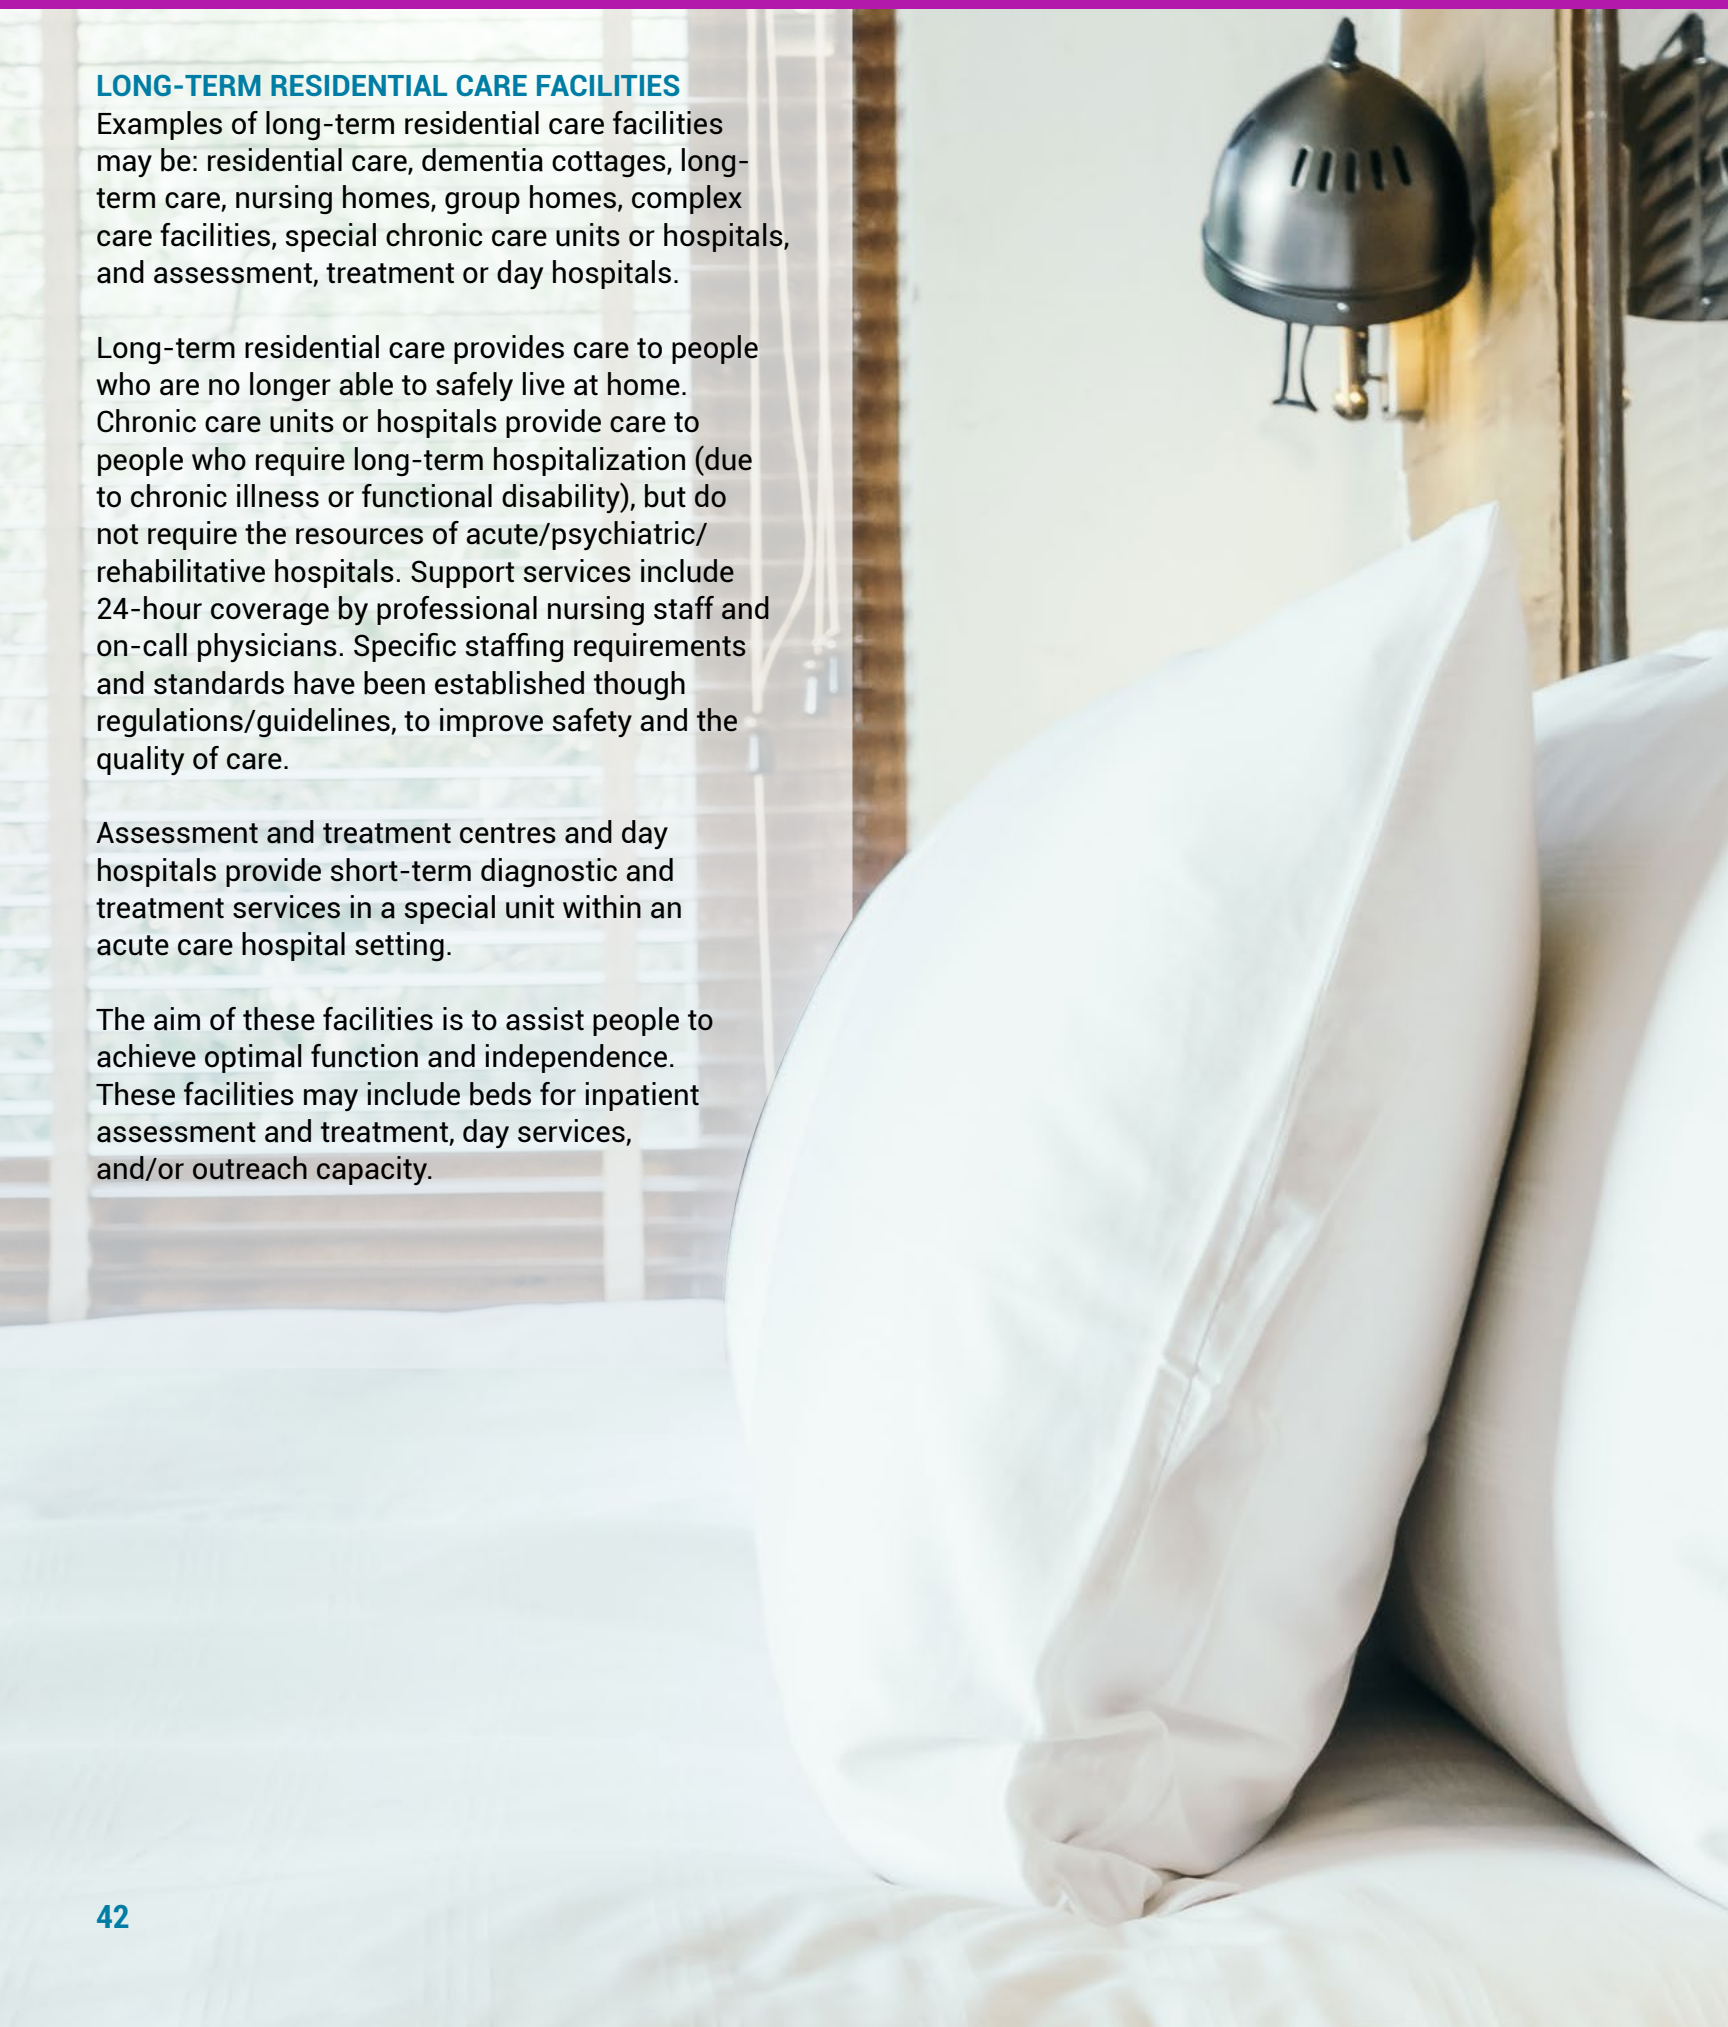 LONG-TERM RESIDENTIAL CARE FACILITIES
Examples of long-term residential care facilities
may be: residential care, dementia cottages, long-
term care, nursing homes, group homes, complex
care facilities, special chronic care units or hospitals,
and assessment, treatment or day hospitals.
Long-term residential care provides care to people
who are no longer able to safely live at home.
Chronic care units or hospitals provide care to
people who require long-term hospitalization (due
to chronic illness or functional disability), but do
not require the resources of acute/psychiatric/
rehabilitative hospitals. Support services include
24-hour coverage by professional nursing staff and
on-call physicians. Specific staffing requirements
and standards have been established though
regulations/guidelines, to improve safety and the
quality of care.
Assessment and treatment centres and day
hospitals provide short-term diagnostic and
treatment services in a special unit within an
acute care hospital setting.
The aim of these facilities is to assist people to
achieve optimal function and independence.
These facilities may include beds for inpatient
assessment and treatment, day services,
and/or outreach capacity.
42